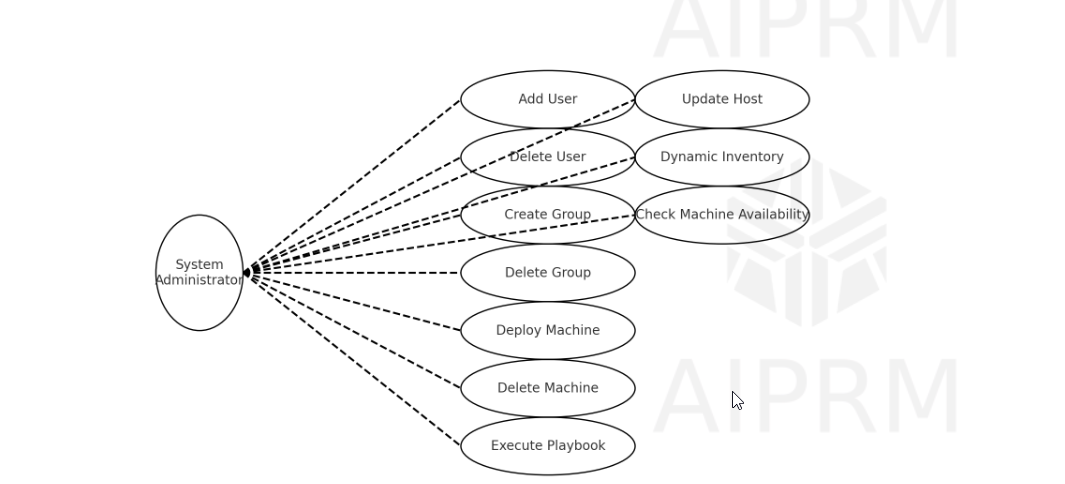 AIPRM
Add User
Update Host
Delete User
Dynamic Inventory
Create Group
Check Machine Availability
System
Administrator
Delete Group
Deploy Machine
Delete Machine
AIPRM
Execute Playbook